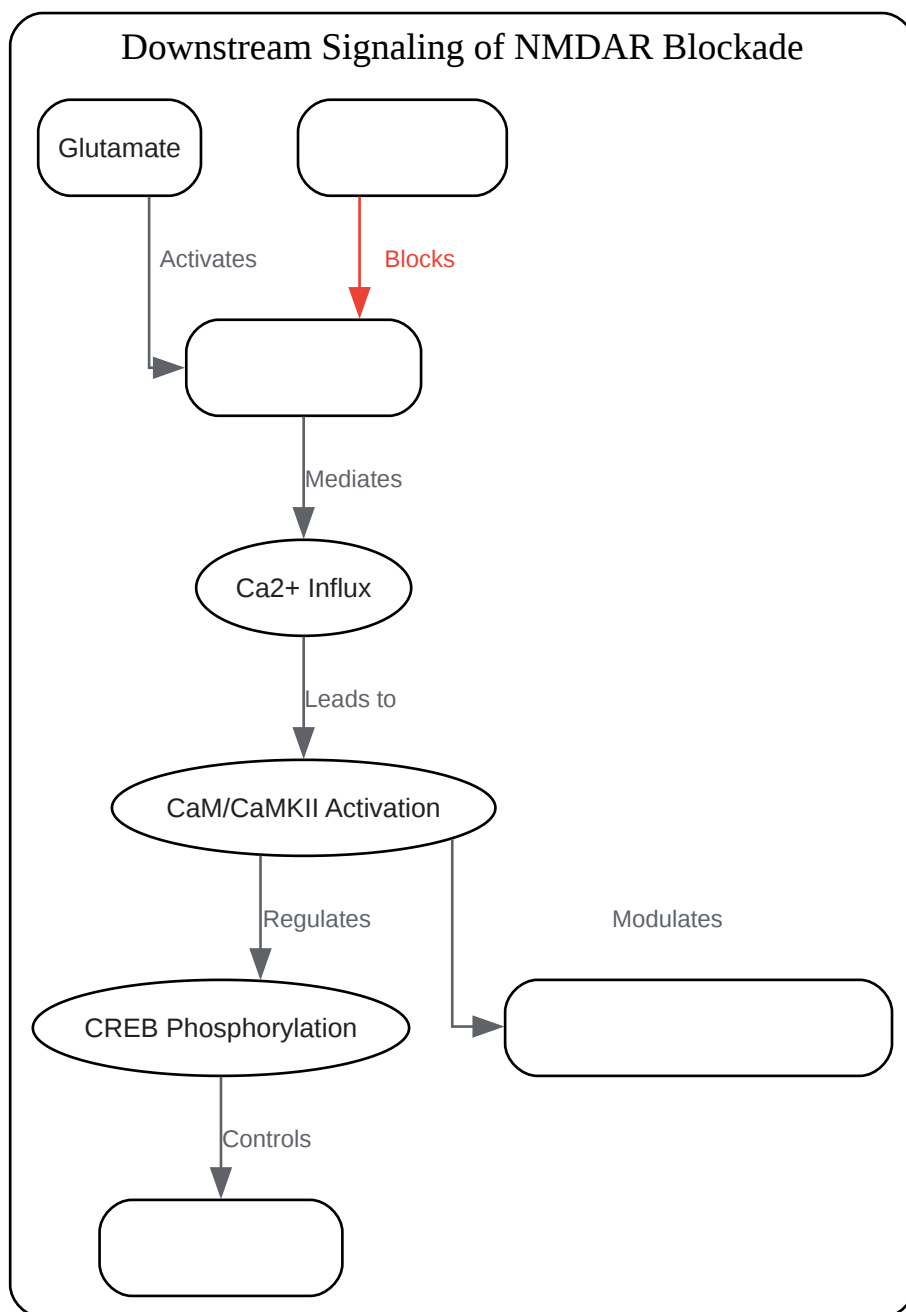 Downstream Signaling of NMDAR Blockade
Glutamate
Activates
Blocks
Mediates
Ca2+ Influx
Leads to
CaM/CaMKII Activation
Regulates
Modulates
CREB Phosphorylation
Controls